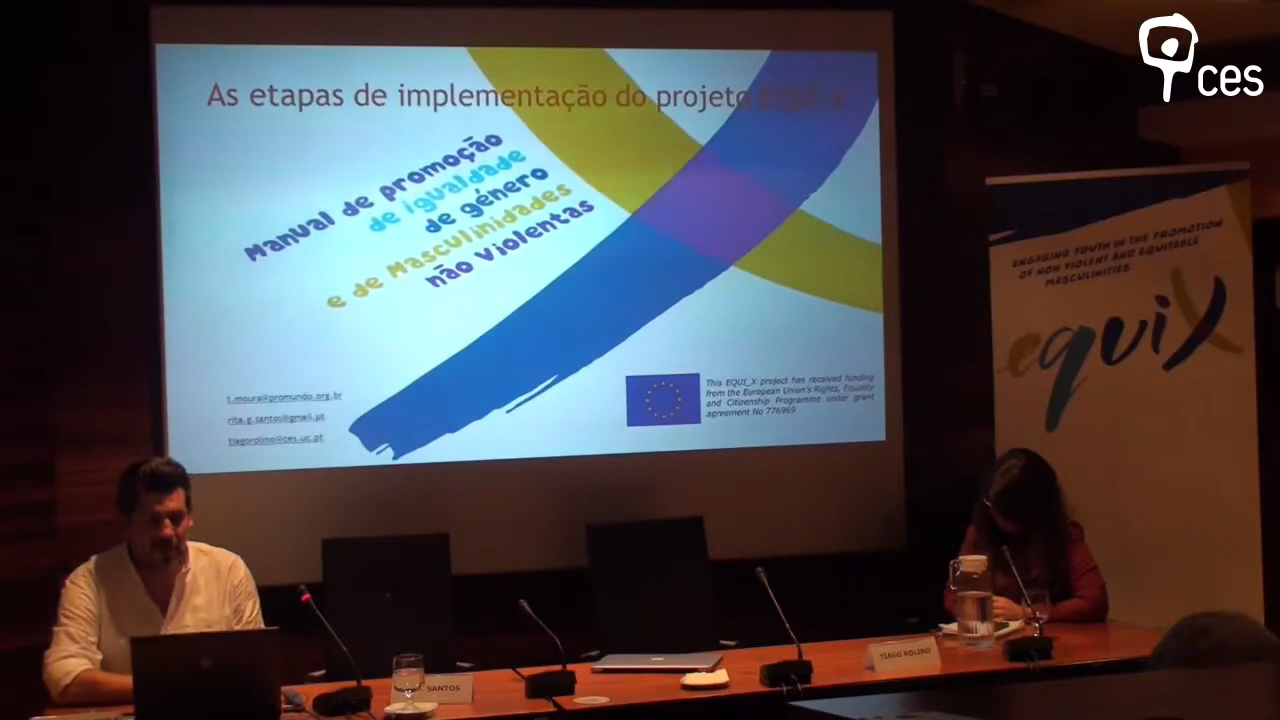 ces
As etapas de implementação do projeto
Manual de promoção
de igualdade
de género
e de Masculinidades
não violentas
t.moura@promundo.org.br
rita.g.santos@gmail.pt
tiagorolino@ces.uc.pt
This EQUI_X project has received funding
from the European Union's Rights, Equality
and Citizenship Programme under grant
agreement No 776969
ENGAGING YOUTH IN THE PROMOTION
OF NON VIOLENT AND EQUITABLE
MASCULINITIES
equiX
SANTOS
TIAGO ROLINO